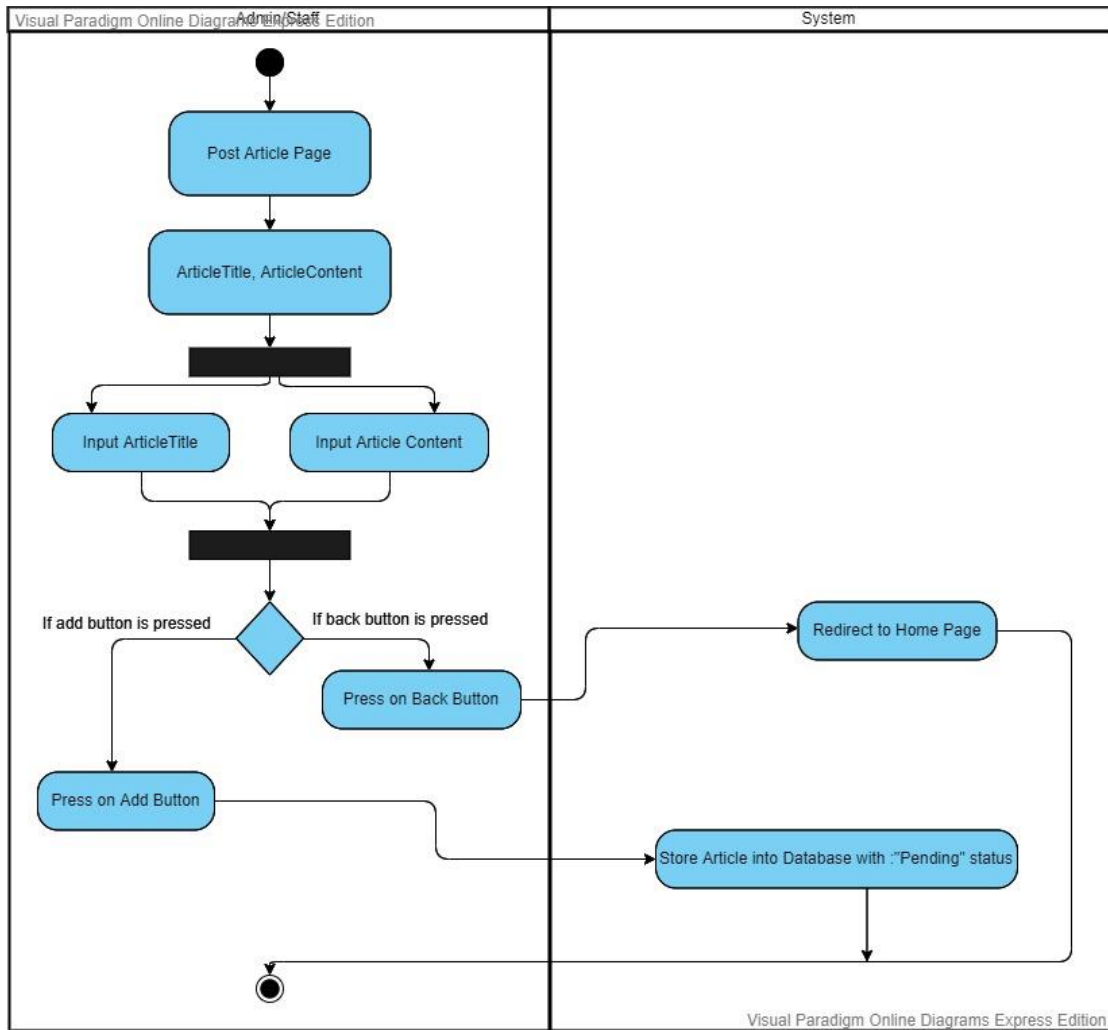 Visual Paradigm Online Diagrams Express Edition
Admin/Staff
System
Post Article Page
ArticleTitle, ArticleContent
Input ArticleTitle
Input Article Content
If add button is pressed
If back button is pressed
Redirect to Home Page
Press on Back Button
Press on Add Button
Store Article into Database with :"Pending" status
Visual Paradigm Online Diagrams Express Edition